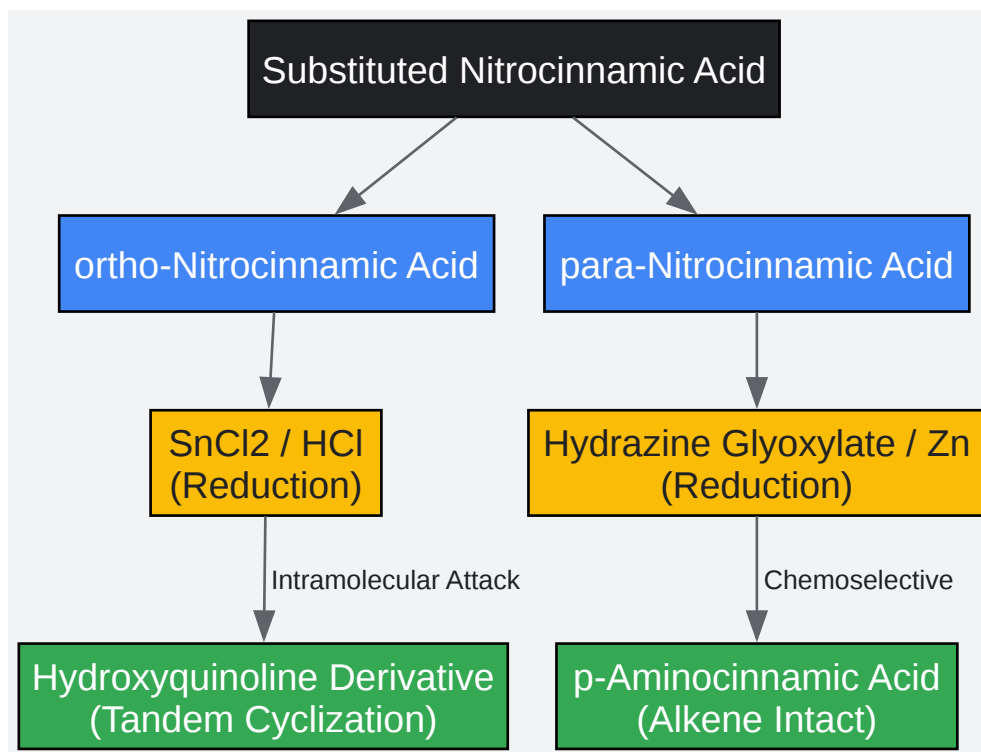 Substituted Nitrocinnamic Acid
ortho-Nitrocinnamic Acid
para-Nitrocinnamic Acid
SnCl2 / HCl
(Reduction)
Hydrazine Glyoxylate / Zn
(Reduction)
Intramolecular Attack
Chemoselective
Hydroxyquinoline Derivative
(Tandem Cyclization)
p-Aminocinnamic Acid
(Alkene Intact)